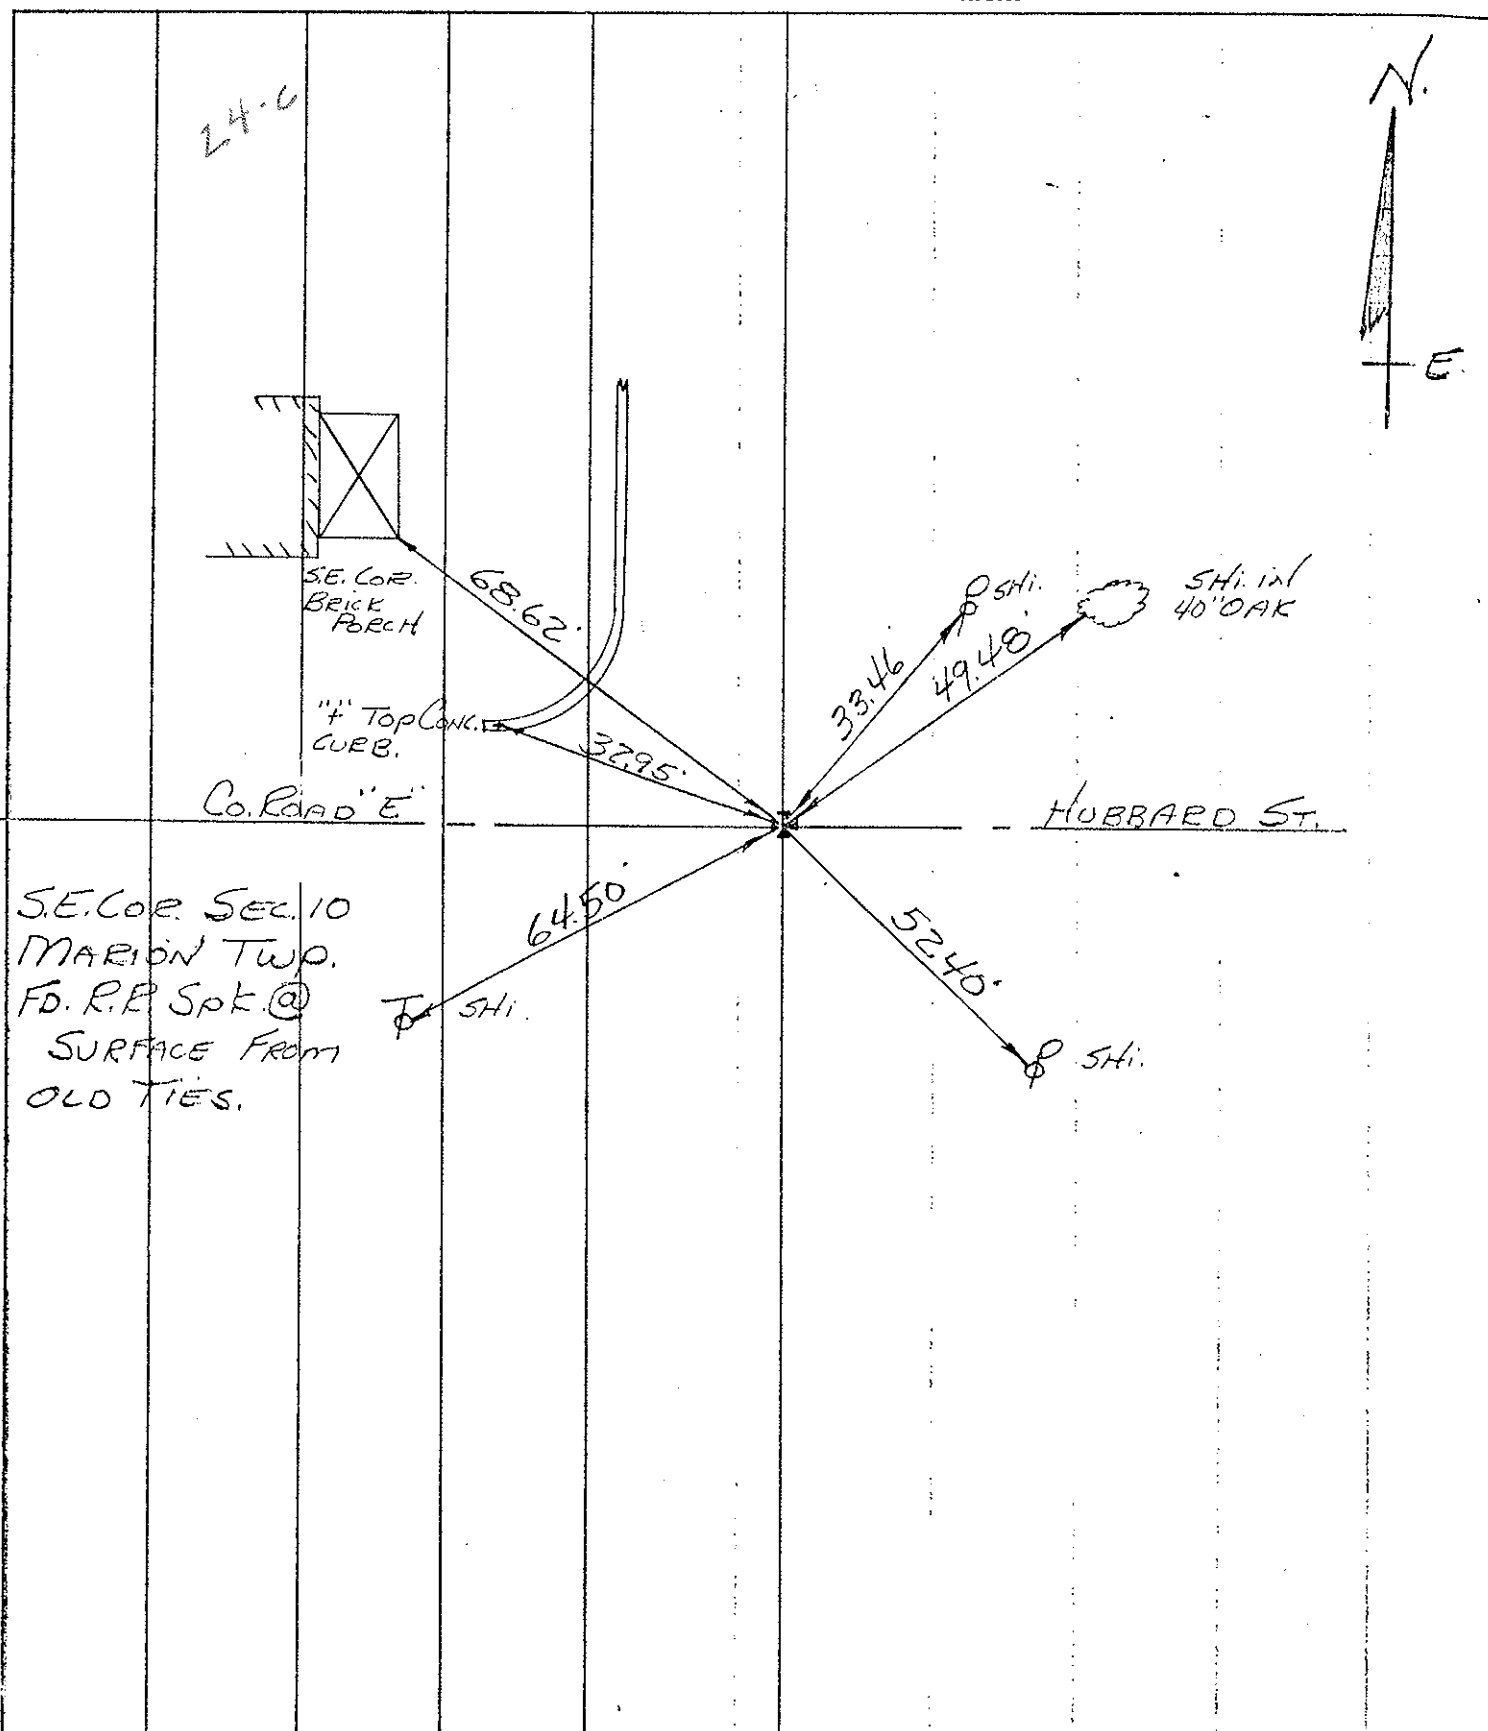 24-6
N.
E.
S.E. COR.
BRICK
PORCH
68.62'
"+" TOP CONC.
CURB.
32.95'
SHI.
33.46
49.48'
SHI. IN
40" OAK
CO. ROAD "E"
HUBBARD ST.
S.E. COR. SEC. 10
MARION TWP.
FD. R.R. SPK. @
SURFACE FROM
OLD TIES.
64.50'
T SHI.
52.40'
SHI.